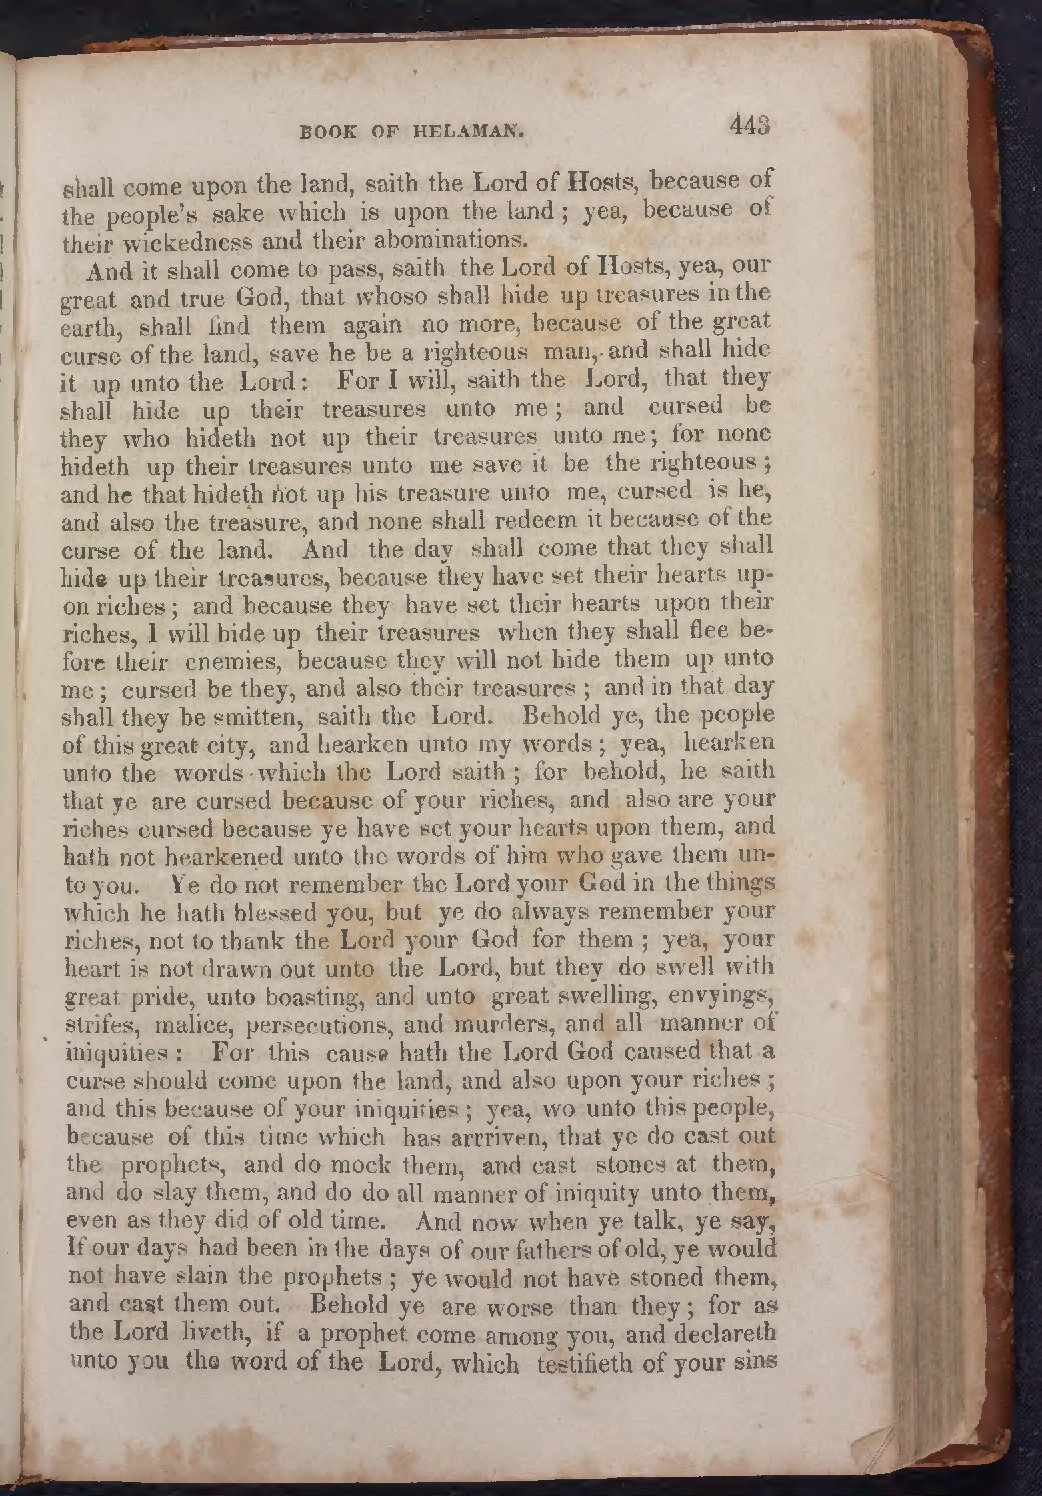 BOOK OF HELAMAN. 443
shall come upon the land, saith the Lord of Hosts, because of
the people's sake which is upon the land; yea, because of
their wickedness and their abominations.
And it shall come to pass, saith the Lord of Hosts, yea, our
great and true God, that whoso shall hide up treasures in the
earth, shall find them again no more, because of the great
curse of the land, save he be a righteous man, and shall hide
it up unto the Lord: For I will, saith the Lord, that they
shall hide up their treasures unto me; and cursed be
they who hideth not up their treasures unto me; for none
hideth up their treasures unto me save it be the righteous;
and he that hideth not up his treasure unto me, cursed is he,
and also the treasure, and none shall redeem it because of the
curse of the land. And the day shall come that they shall
hide up their treasures, because they have set their hearts up-
on riches; and because they have set their hearts upon their
riches, I will hide up their treasures when they shall flee be-
fore their enemies, because they will not hide them up unto
me; cursed be they, and also their treasures; and in that day
shall they be smitten, saith the Lord. Behold ye, the people
of this great city, and hearken unto my words; yea, hearken
unto the words which the Lord saith; for behold, he saith
that ye are cursed because of your riches, and also are your
riches cursed because ye have set your hearts upon them, and
hath not hearkened unto the words of him who gave them un-
to you. Ye do not remember the Lord your God in the things
which he hath blessed you, but ye do always remember your
riches, not to thank the Lord your God for them; yea, your
heart is not drawn out unto the Lord, but they do swell with
great pride, unto boasting, and unto great swelling, envyings,
strifes, malice, persecutions, and murders, and all manner of
iniquities: For this cause hath the Lord God caused that a
curse should come upon the land, and also upon your riches;
and this because of your iniquities; yea, wo unto this people,
because of this time which has arrriven, that ye do cast out
the prophets, and do mock them, and cast stones at them,
and do slay them, and do do all manner of iniquity unto them,
even as they did of old time. And now when ye talk, ye say,
If our days had been in the days of our fathers of old, ye would
not have slain the prophets; ye would not have stoned them,
and cast them out. Behold ye are worse than they; for as
the Lord liveth, if a prophet come among you, and declareth
unto you the word of the Lord, which testifieth of your sins